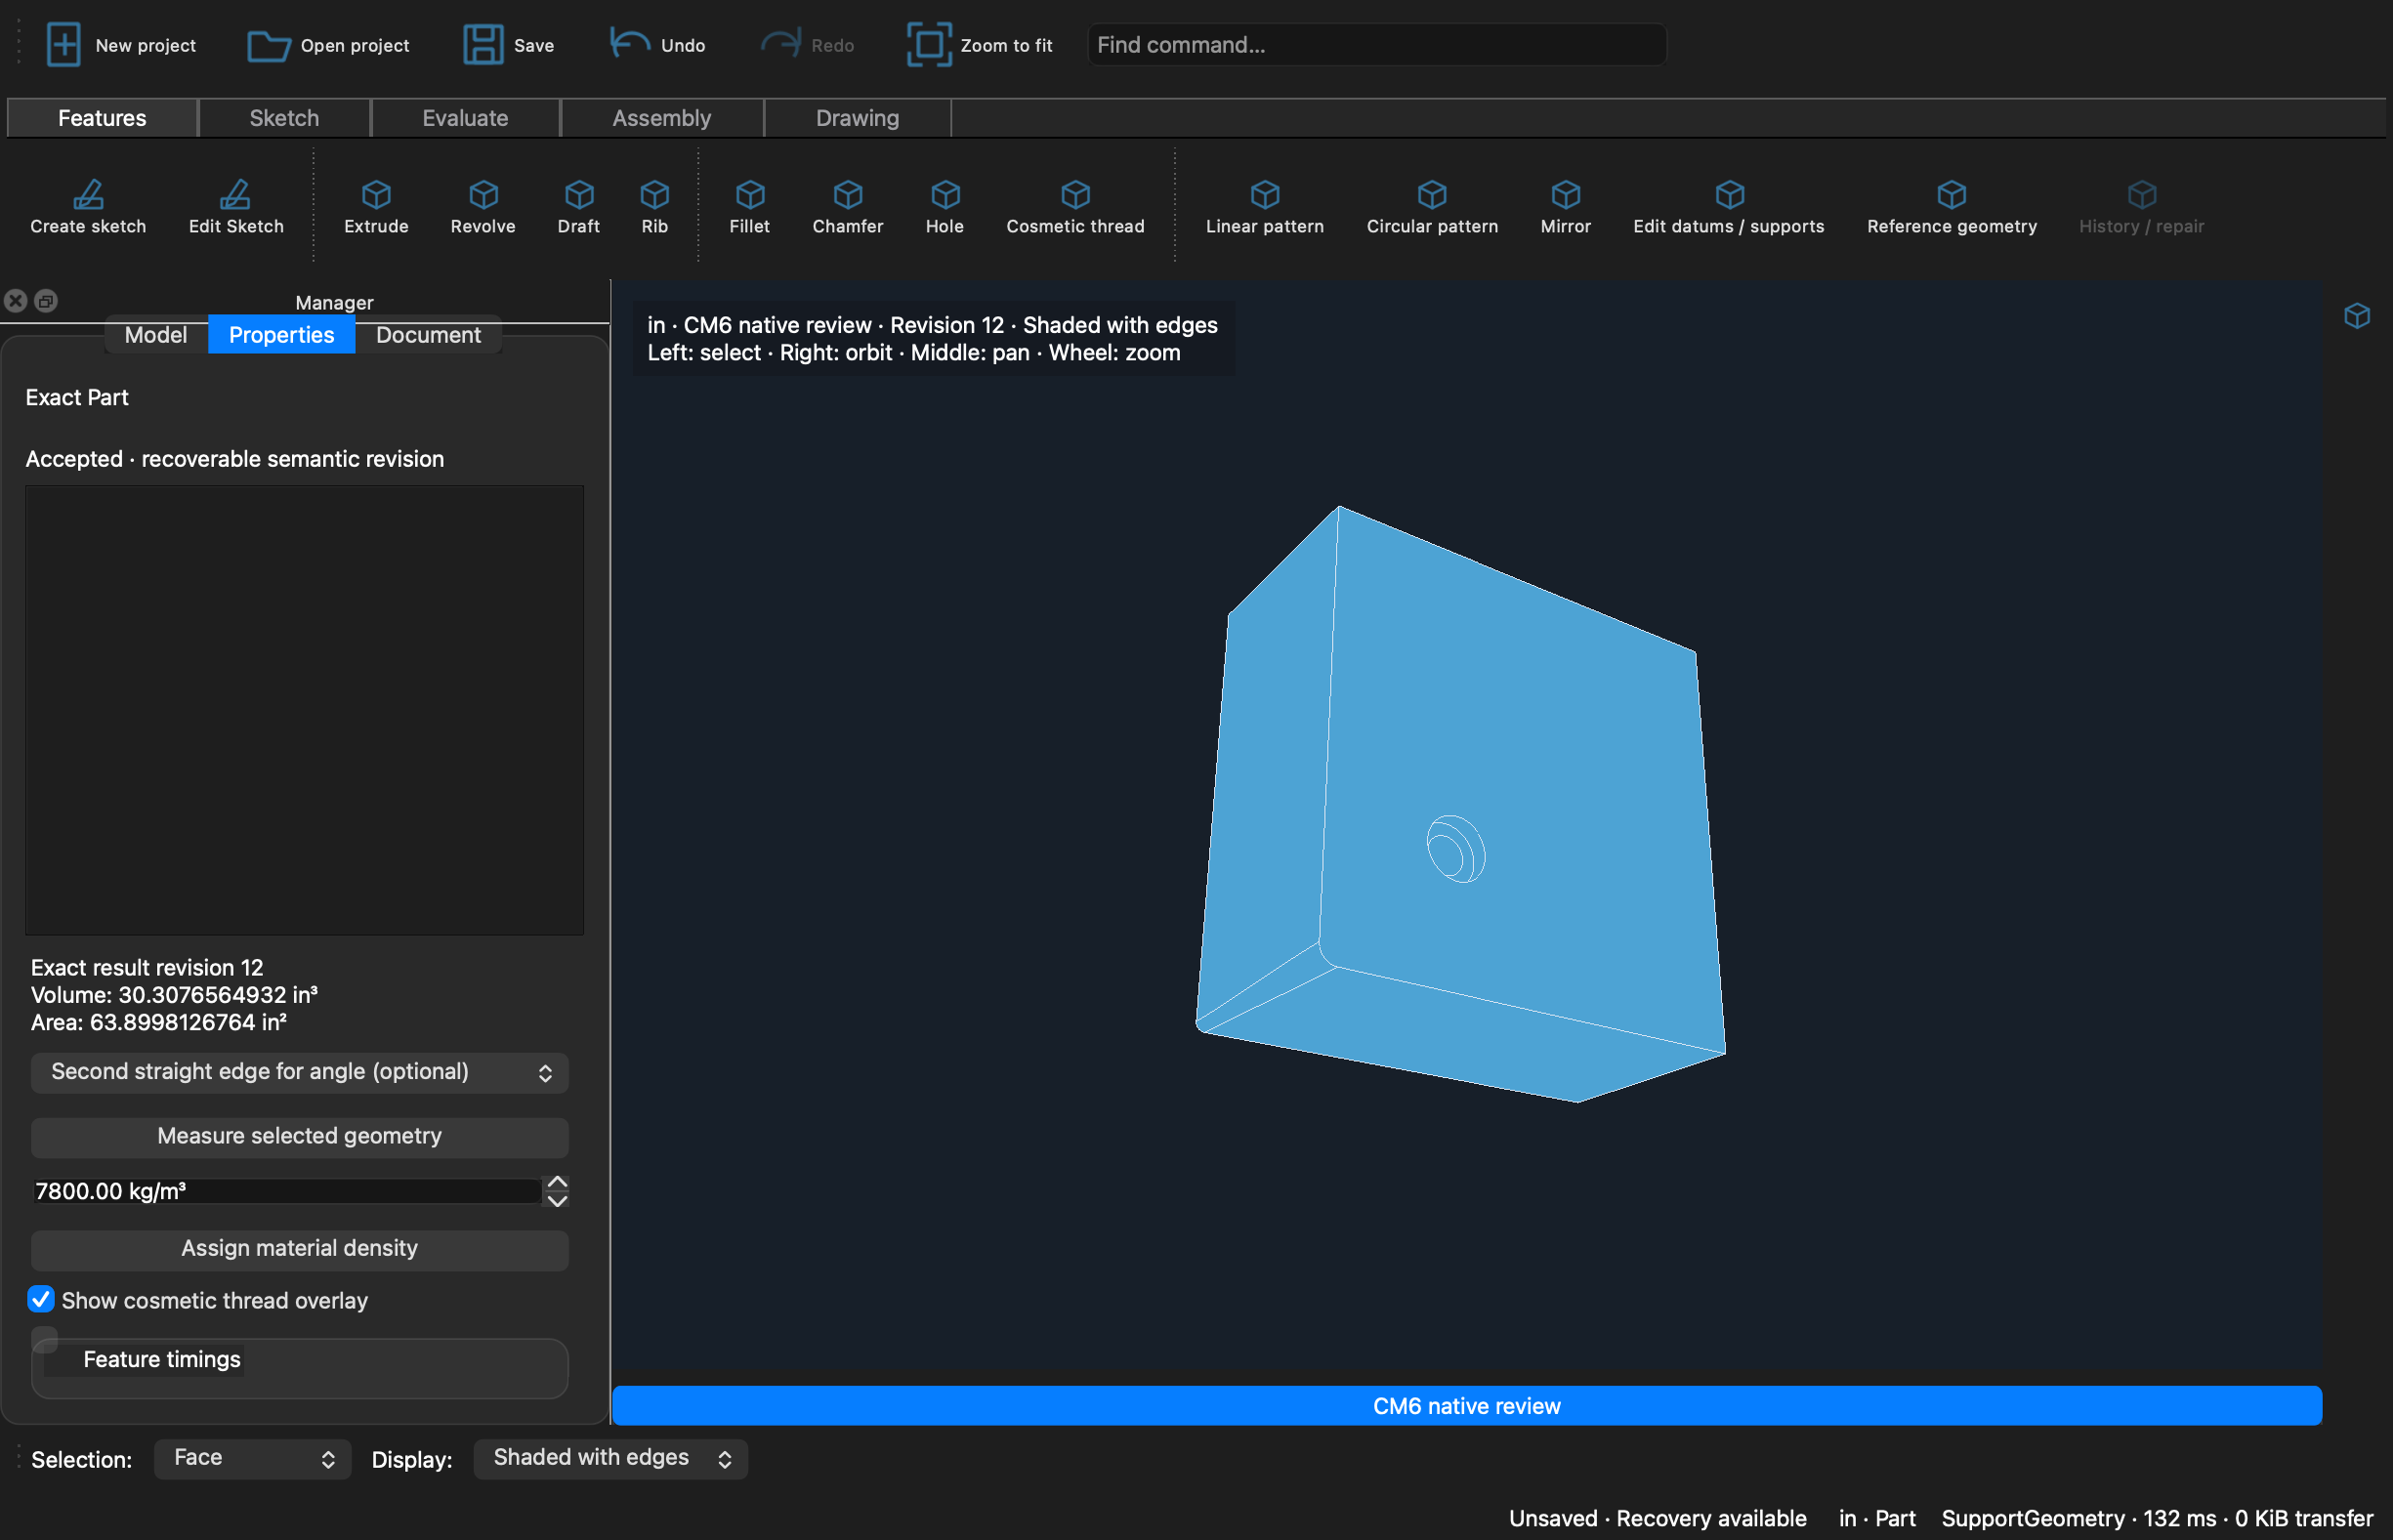 New project
Open project
Save
Undo
Redo
Zoom to fit
Find command...
Features
Sketch
Evaluate
Assembly
Drawing
Create sketch
Edit Sketch
Extrude
Revolve
Draft
Rib
Fillet
Chamfer
Hole
Cosmetic thread
Linear pattern
Circular pattern
Mirror
Edit datums / supports
Reference geometry
History / repair
Manager
Model
Properties
Document
Exact Part
Accepted · recoverable semantic revision
Exact result revision 12
Volume: 30.3076564932 in³
Area: 63.8998126764 in²
Second straight edge for angle (optional)
Measure selected geometry
7800.00 kg/m³
Assign material density
Show cosmetic thread overlay
Feature timings
in · CM6 native review · Revision 12 · Shaded with edges
Left: select · Right: orbit · Middle: pan · Wheel: zoom
CM6 native review
Selection:
Face
Display:
Shaded with edges
Unsaved · Recovery available
in · Part
SupportGeometry · 132 ms · 0 KiB transfer